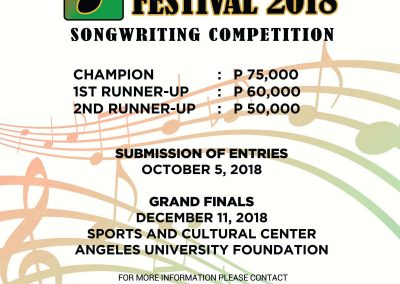 FESTIVAL 2018
SONGWRITING COMPETITION
CHAMPION : P 75,000
1ST RUNNER-UP : P 60,000
2ND RUNNER-UP : P 50,000
SUBMISSION OF ENTRIES
OCTOBER 5, 2018
GRAND FINALS
DECEMBER 11, 2018
SPORTS AND CULTURAL CENTER
ANGELES UNIVERSITY FOUNDATION
FOR MORE INFORMATION PLEASE CONTACT